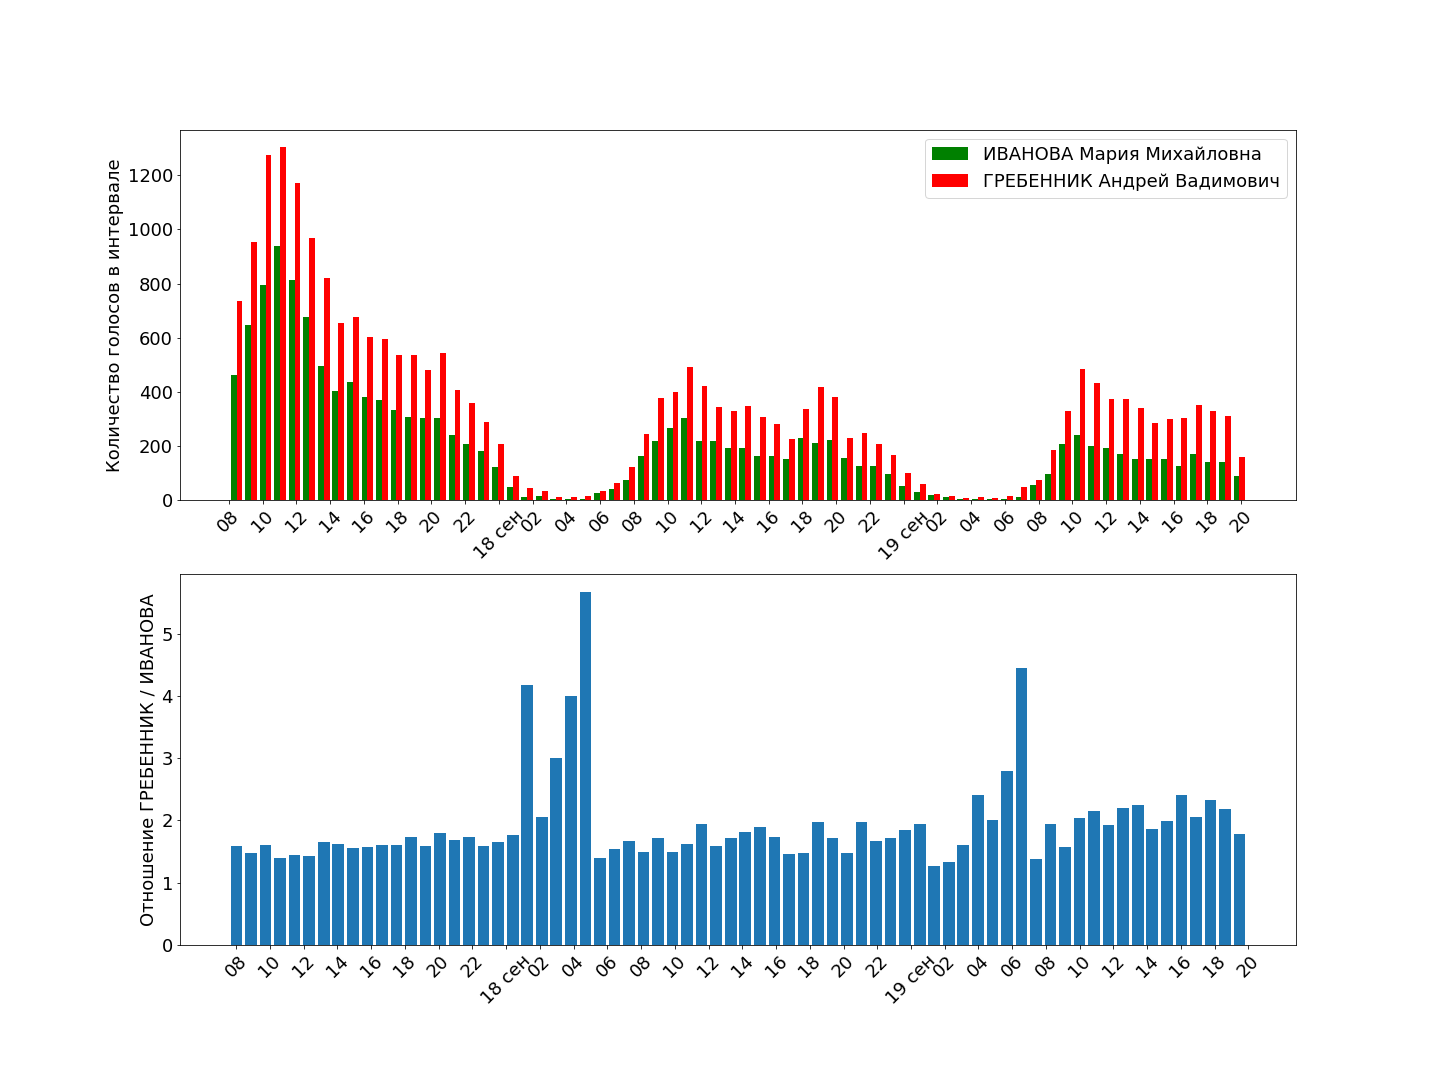 Количество голосов в интервале
1200
1000
800
600
400
200
0
ИВАНОВА Мария Михайловна
ГРЕБЕННИК Андрей Вадимович
08 10 12 14 16 18 20 22 18 сен 02 04 06 08 10 12 14 16 18 20 22 19 сен 02 04 06 08 10 12 14 16 18 20
Отношение ГРЕБЕННИК / ИВАНОВА
5
4
3
2
1
0
08 10 12 14 16 18 20 22 18 сен 02 04 06 08 10 12 14 16 18 20 22 19 сен 02 04 06 08 10 12 14 16 18 20